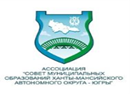 АССОЦИАЦИЯ
"СОВЕТ МУНИЦИПАЛЬНЫХ
ОБРАЗОВАНИЙ ХАНТЫ-МАНСИЙСКОГО
АВТОНОМНОГО ОКРУГА - ЮГРЫ"